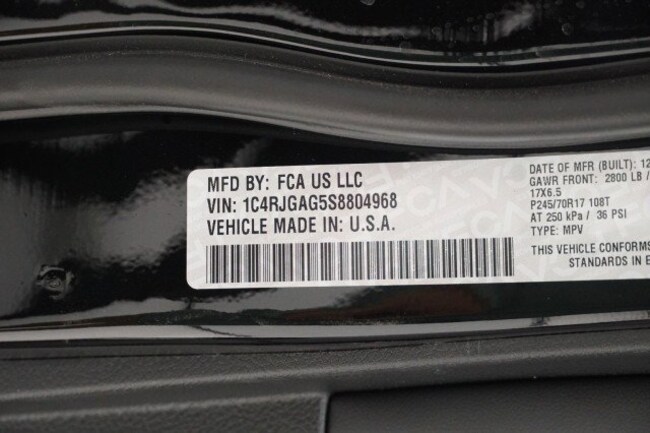 MFD BY: FCA US LLC
VIN: 1C4RJGAG5S8804968
VEHICLE MADE IN: U.S.A.
DATE OF MFR (BUILT): 12
GAWR FRONT: 2800 LB /
17X6.5
P245/70R17 108T
AT 250 kPa / 36 PSI
TYPE: MPV
THIS VEHICLE CONFORMS
STANDARDS IN E